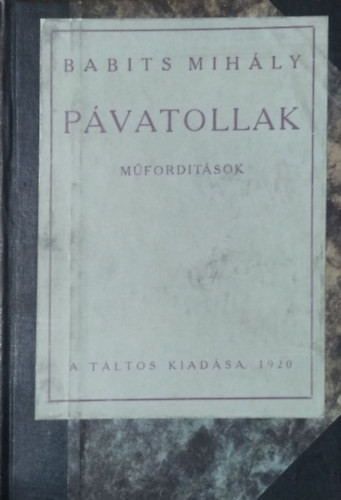 BABITS MIHÁLY
PÁVATOLLAK
MŰFORDITÁSOK
A TÁLTOS KIADÁSA 1920